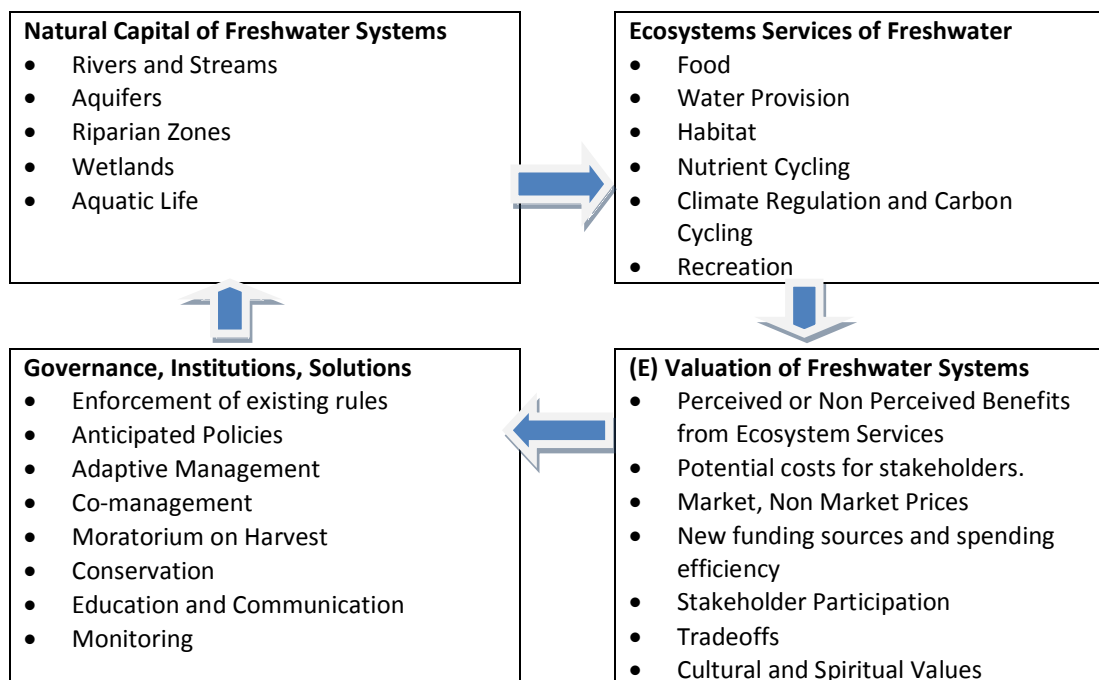 Natural Capital of Freshwater Systems
• Rivers and Streams
• Aquifers
• Riparian Zones
• Wetlands
• Aquatic Life
Ecosystems Services of Freshwater
• Food
• Water Provision
• Habitat
• Nutrient Cycling
• Climate Regulation and Carbon
Cycling
• Recreation
Governance, Institutions, Solutions
• Enforcement of existing rules
• Anticipated Policies
• Adaptive Management
• Co-management
• Moratorium on Harvest
• Conservation
• Education and Communication
• Monitoring
(E) Valuation of Freshwater Systems
• Perceived or Non Perceived Benefits
from Ecosystem Services
• Potential costs for stakeholders.
• Market, Non Market Prices
• New funding sources and spending
efficiency
• Stakeholder Participation
• Tradeoffs
• Cultural and Spiritual Values